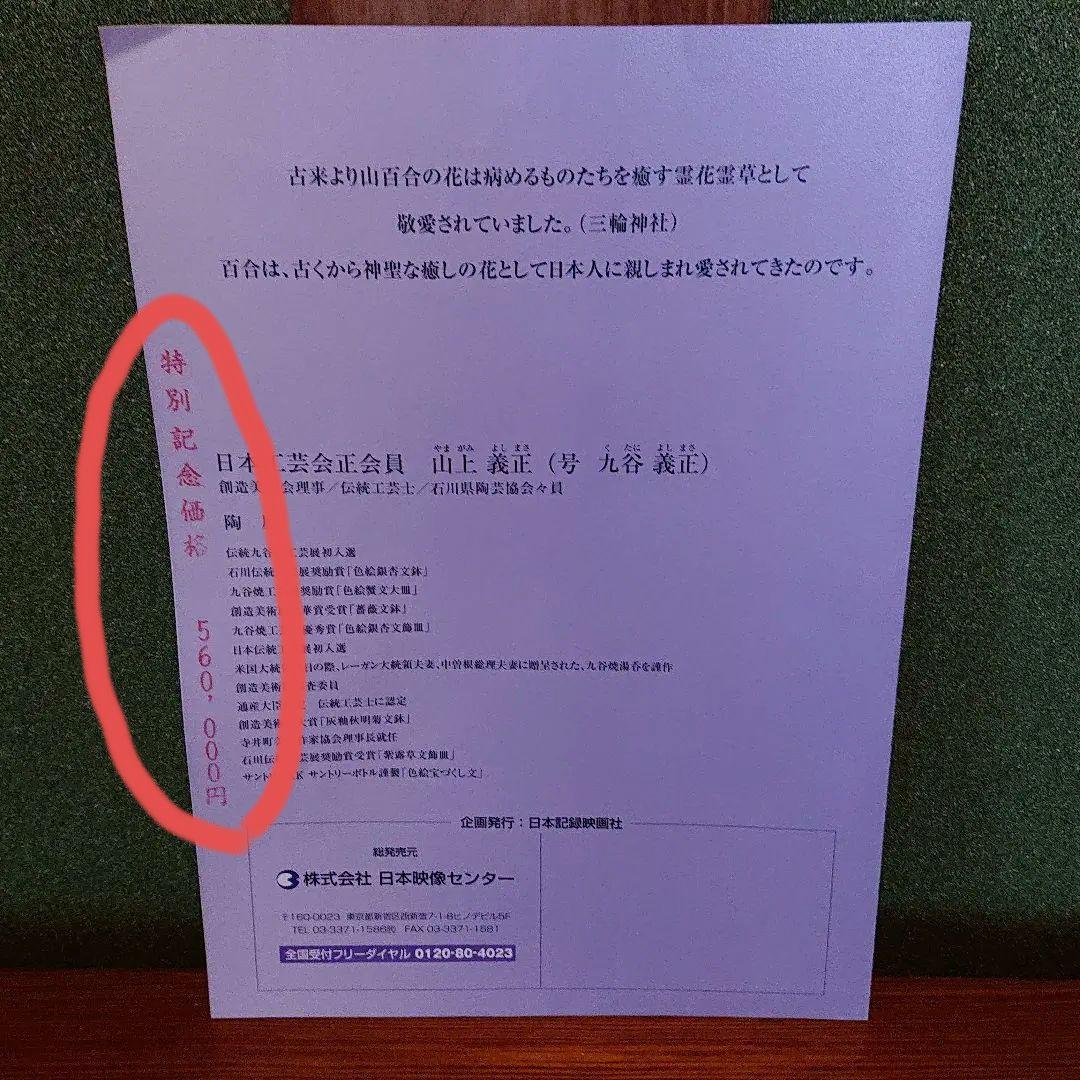 古来より山百合の花は病めるものたちを癒す霊花霊草として
敬愛されていました。(三輪神社)
百合は、古くから神聖な癒しの花として日本人に親しまれ愛されてきたのです。
特別記念価格 560,000円
やま がみ よし まさ く たに よし まさ
日本工芸会正会員 山上 義正(号 九谷 義正)
創造美 会理事/伝統工芸士/石川県陶芸協会々員
陶
伝統九谷 工芸展初入選
石川伝統 展奨励賞「色絵銀杏文鉢」
九谷焼工 奨励賞「色絵蟹文大皿」
創造美術 華賞受賞「薔薇文鉢」
九谷焼工 優秀賞「色絵銀杏文飾皿」
日本伝統工 展初入選
米国大統 日の際、レーガン大統領夫妻、中曽根総理夫妻に贈呈された、九谷焼湯呑を謹作
創造美術 査委員
通産大臣 伝統工芸士に認定
創造美術 大賞「灰釉秋明菊文鉢」
寺井町 作家協会理事長就任
石川伝 芸展奨励賞受賞「紫露草文飾皿」
サント K サントリーボトル謹製「色絵宝づくし文」
企画発行:日本記録映画社
総発売元
株式会社 日本映像センター
〒160-0023 東京都新宿区西新宿7-1-8ヒノデビル5F
TEL 03-3371-1586㈹ FAX 03-3371-1581
全国受付フリーダイヤル 0120-80-4023